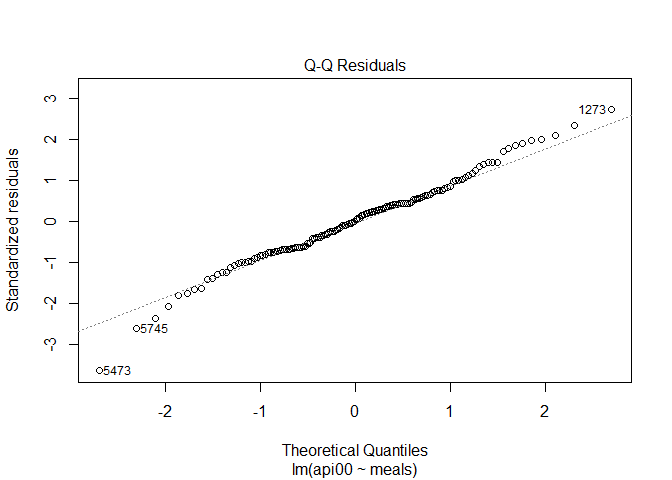 Q-Q Residuals
Standardized residuals
3
2
1
0
-1
-2
-3
1273
5745
5473
-2 -1 0 1 2
Theoretical Quantiles
lm(api00 ~ meals)